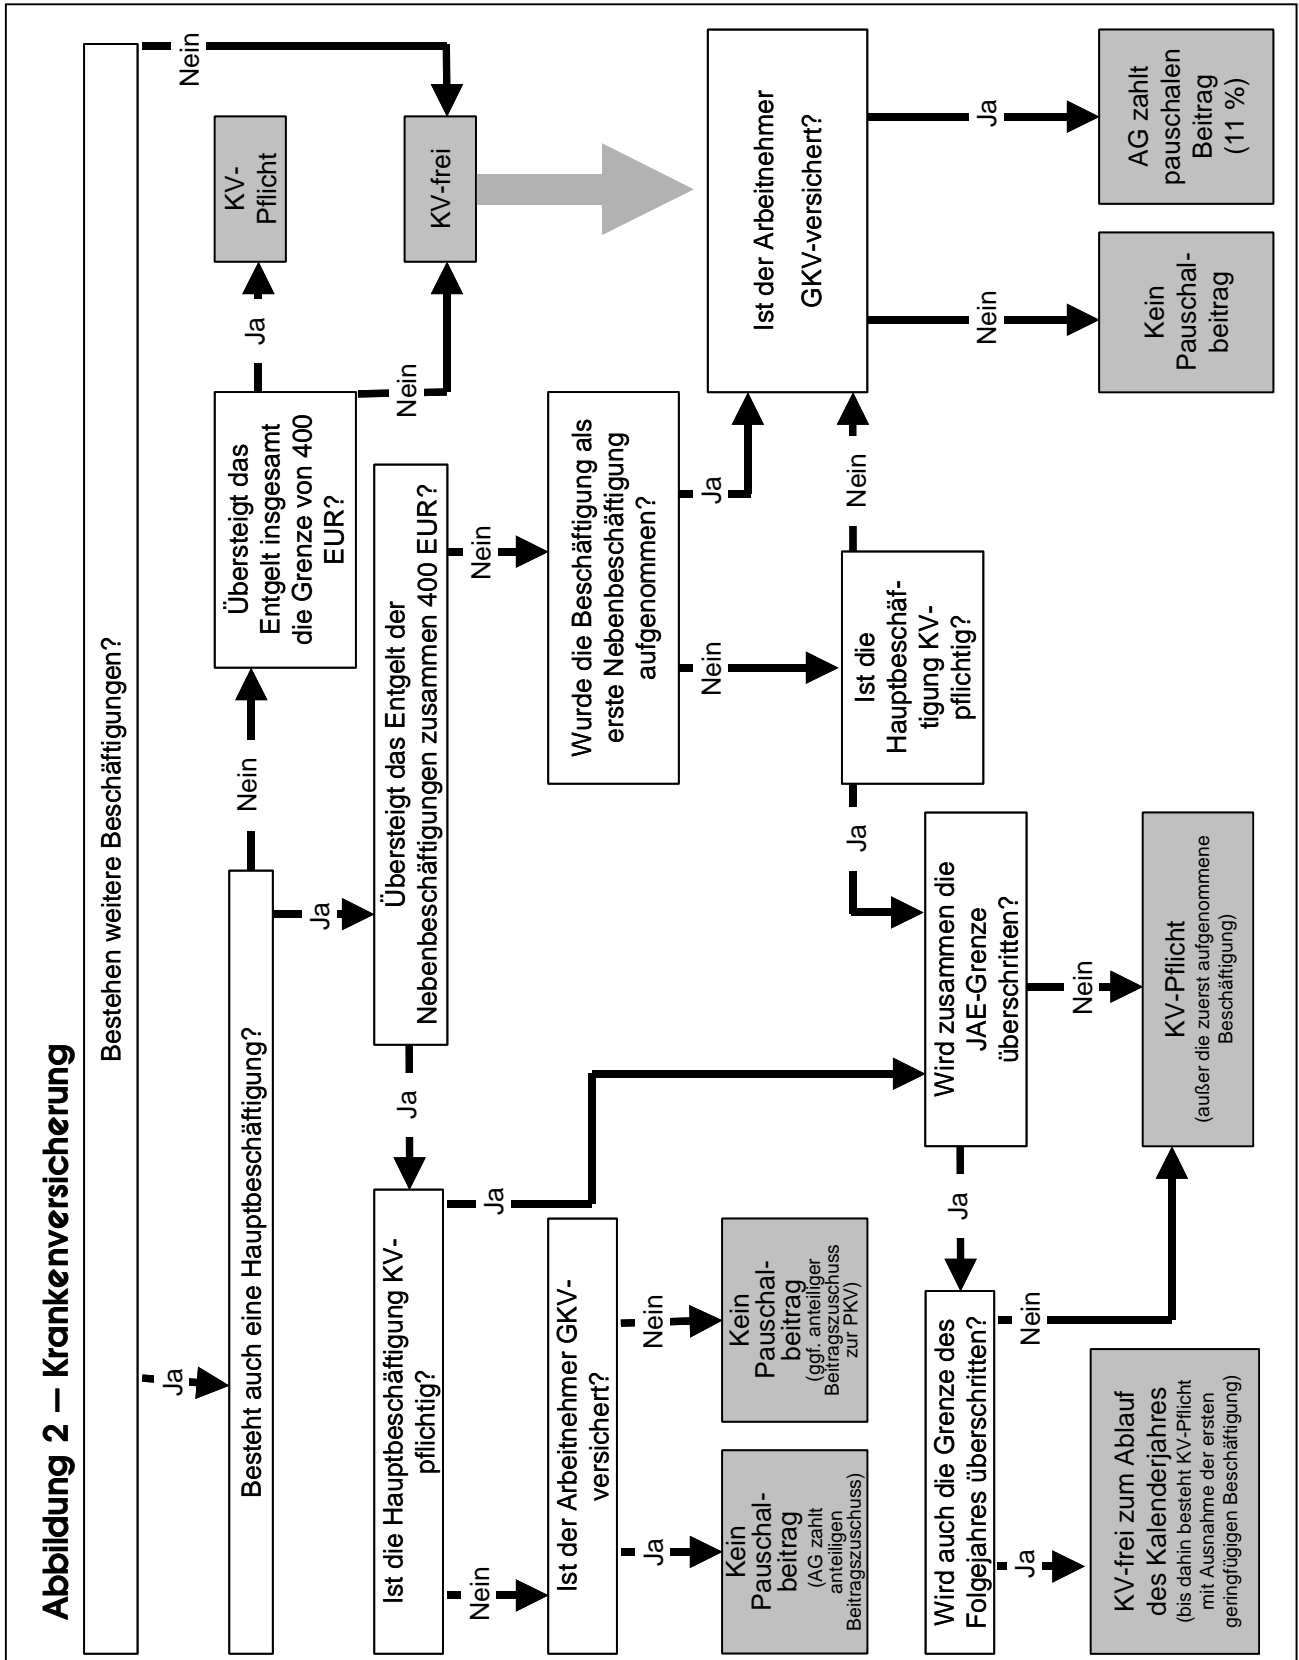 Abbildung 2 – Krankenversicherung
Bestehen weitere Beschäftigungen?
Ja
Nein
Besteht auch eine Hauptbeschäftigung?
Nein
Ja
Übersteigt das
Entgelt insgesamt
die Grenze von 400
EUR?
Ja
Nein
KV-
Pflicht
KV-frei
Übersteigt das Entgelt der
Nebenbeschäftigungen zusammen 400 EUR?
Ja
Nein
Ist die Hauptbeschäftigung KV-
pflichtig?
Nein
Ja
Wurde die Beschäftigung als
erste Nebenbeschäftigung
aufgenommen?
Nein
Ja
Ist der Arbeitnehmer GKV-
versichert?
Ja
Nein
Kein
Pauschal-
beitrag
(AG zahlt
anteiligen
Beitragszuschuss)
Kein
Pauschal-
beitrag
(ggf. anteiliger
Beitragszuschuss
zur PKV)
Ist die
Hauptbeschäf-
tigung KV-
pflichtig?
Ja
Nein
Ist der Arbeitnehmer
GKV-versichert?
Nein
Ja
Wird zusammen die
JAE-Grenze
überschritten?
Ja
Nein
Wird auch die Grenze des
Folgejahres überschritten?
Ja
Nein
KV-frei zum Ablauf
des Kalenderjahres
(bis dahin besteht KV-Pflicht
mit Ausnahme der ersten
geringfügigen Beschäftigung)
KV-Pflicht
(außer die zuerst aufgenommene
Beschäftigung)
Kein
Pauschal-
beitrag
AG zahlt
pauschalen
Beitrag
(11 %)